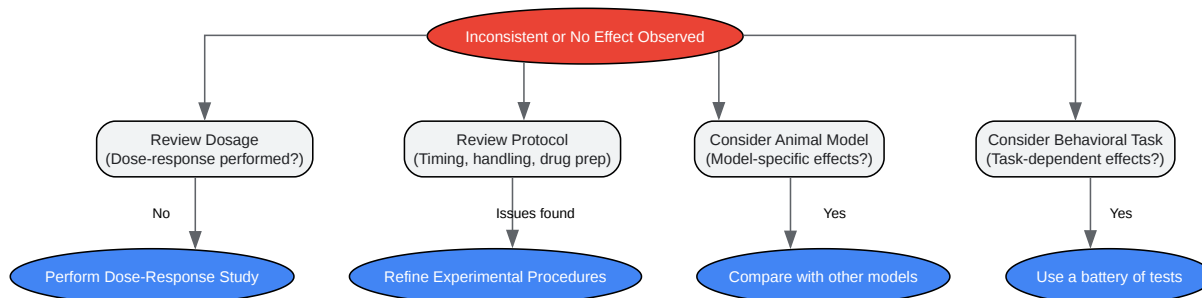 Inconsistent or No Effect Observed
Review Dosage
(Dose-response performed?)
Review Protocol
(Timing, handling, drug prep)
Consider Animal Model
(Model-specific effects?)
Consider Behavioral Task
(Task-dependent effects?)
No
Issues found
Yes
Yes
Perform Dose-Response Study
Refine Experimental Procedures
Compare with other models
Use a battery of tests